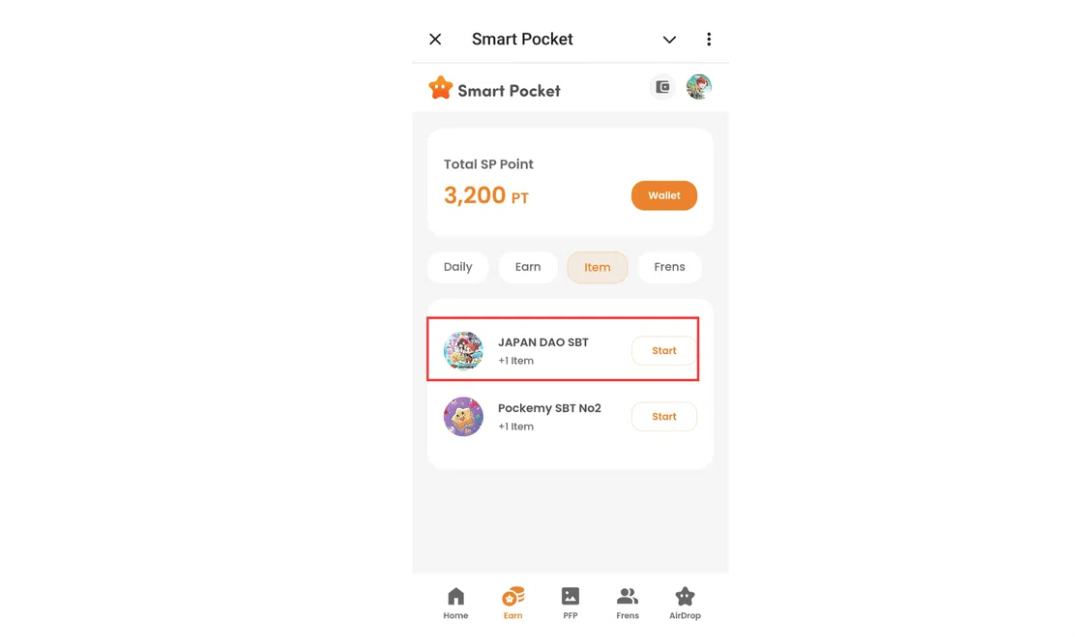 Smart Pocket
Smart Pocket
Total SP Point
3,200 PT
Wallet
Daily
Earn
Item
Frens
JAPAN DAO SBT
+1 Item
Start
Pockemy SBT No2
+1 Item
Start
Home
Earn
PFP
Frens
AirDrop